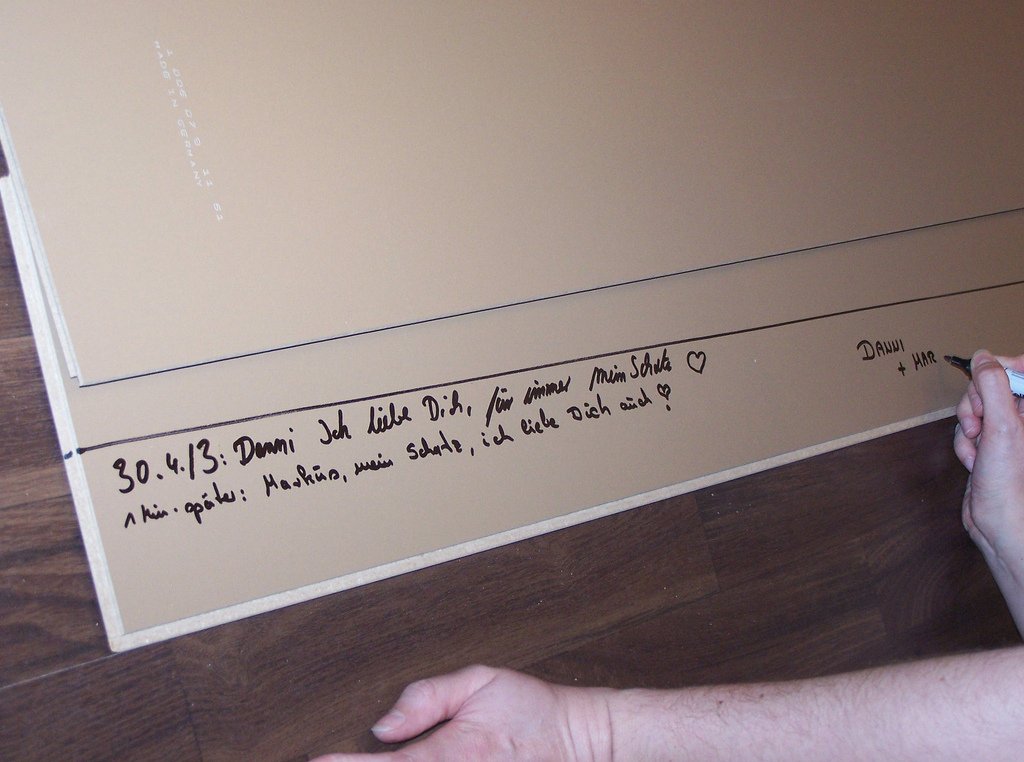 MADE IN GERMANY
30.4./3: Danni Ich liebe Dich, für immer Mein Schatz ♡
1 Min. später: Markus, mein Schatz, ich liebe Dich auch ♡!
DANNI
+ MAR